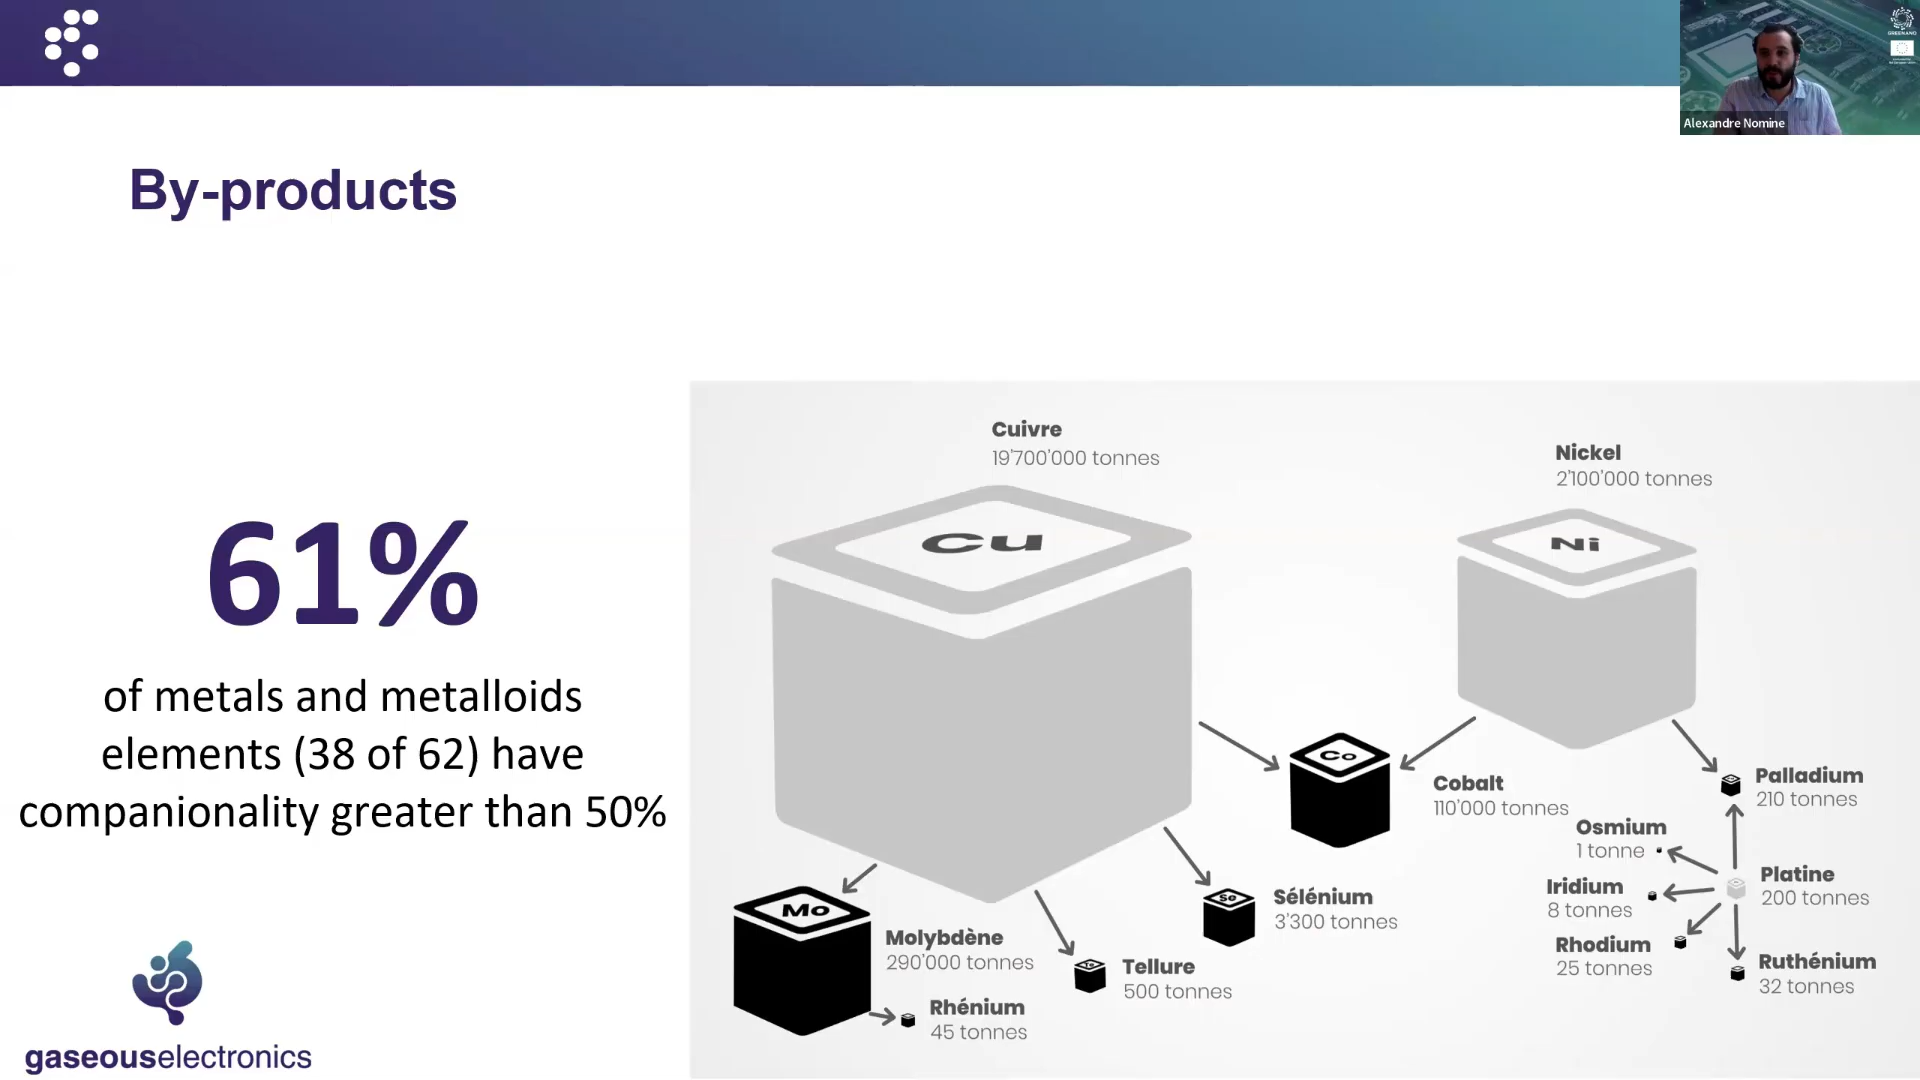 GREENANO
Alexandre Nomine
By-products
61%
of metals and metalloids
elements (38 of 62) have
companionality greater than 50%
gaseouselectronics
Cuivre
19'700'000 tonnes
Cu
Nickel
2'100'000 tonnes
Ni
Co
Cobalt
110'000 tonnes
Palladium
210 tonnes
Osmium
1 tonne
Platine
200 tonnes
Iridium
8 tonnes
Rhodium
25 tonnes
Ruthénium
32 tonnes
Se
Sélénium
3'300 tonnes
Mo
Molybdène
290'000 tonnes
Te
Tellure
500 tonnes
Rhénium
45 tonnes